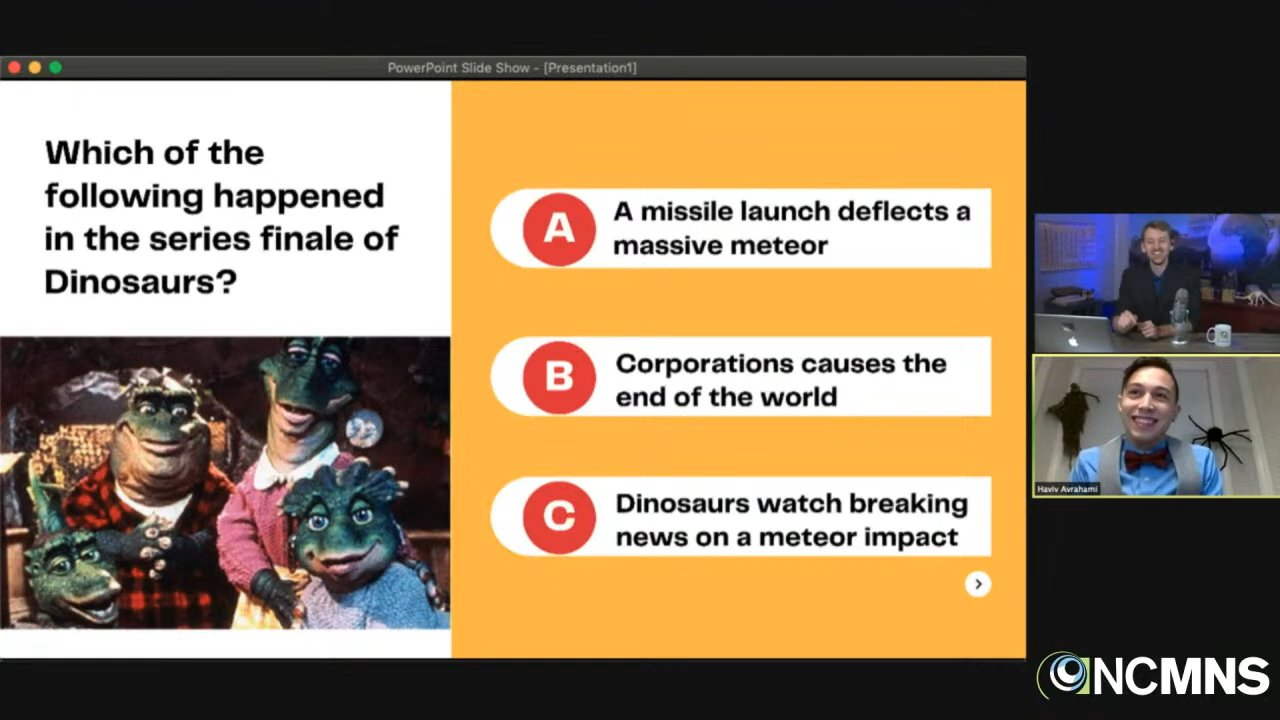 PowerPoint Slide Show - [Presentation1]
Which of the
following happened
in the series finale of
Dinosaurs?
A
A missile launch deflects a
massive meteor
B
Corporations causes the
end of the world
C
Dinosaurs watch breaking
news on a meteor impact
Haviv Avrahami
NCMNS